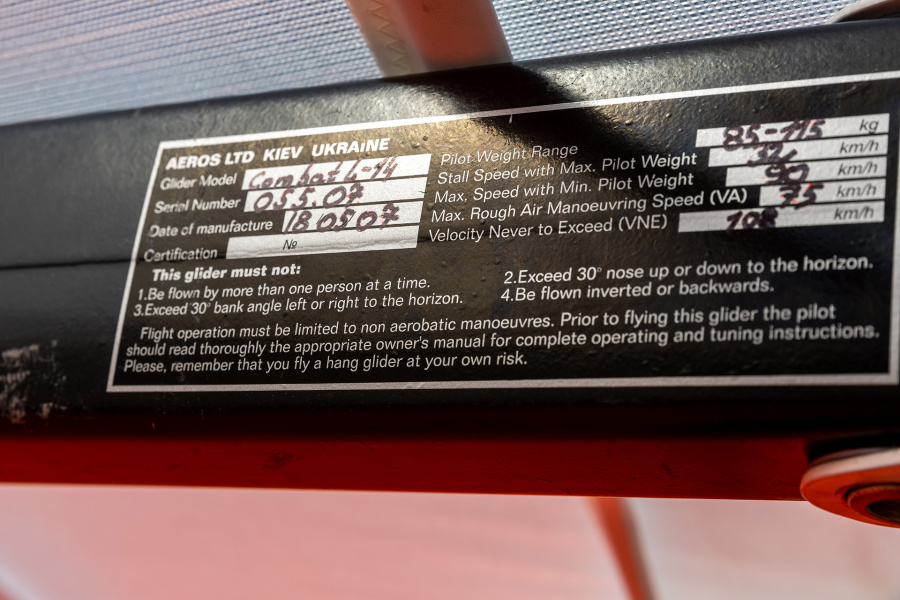 AEROS LTD KIEV UKRAINE
Glider Model Combat L-14
Serial Number 055.07
Date of manufacture 18 05 07
Certification №
Pilot Weight Range 85-115 kg
Stall Speed with Max. Pilot Weight 32 km/h
Max, Speed with Min. Pilot Weight 90 km/h
Max. Rough Air Manoeuvring Speed (VA) 75 km/h
Velocity Never to Exceed (VNE) 108 km/h
This glider must not:
1.Be flown by more than one person at a time.
2.Exceed 30° nose up or down to the horizon.
3.Exceed 30° bank angle left or right to the horizon.
4.Be flown inverted or backwards.
Flight operation must be limited to non aerobatic manoeuvres. Prior to flying this glider the pilot
should read thoroughly the appropriate owner's manual for complete operating and tuning instructions.
Please, remember that you fly a hang glider at your own risk.